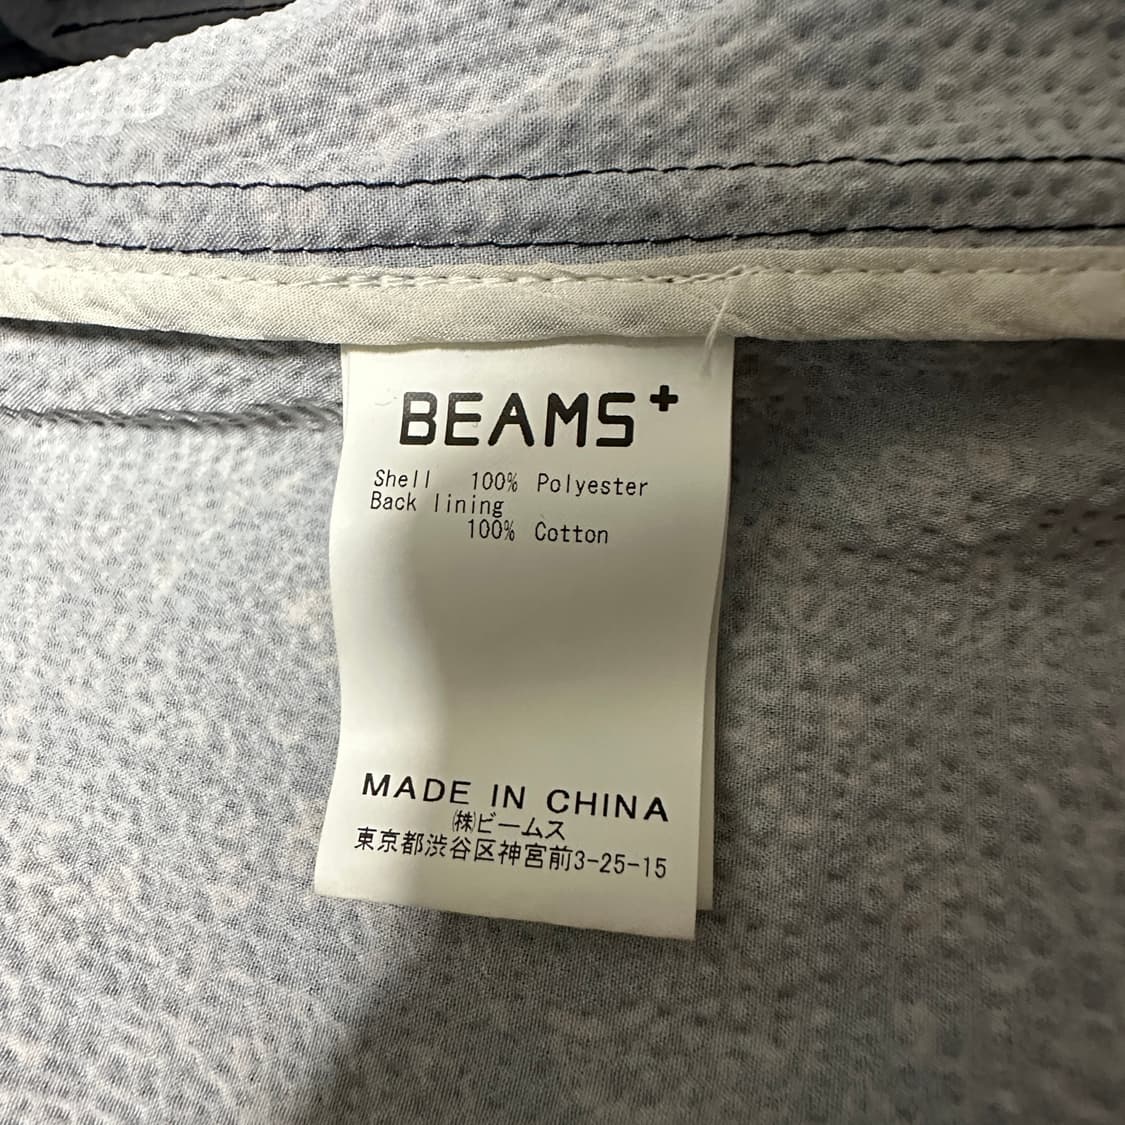 BEAMS+
Shell 100% Polyester
Back lining
100% Cotton
MADE IN CHINA
㈱ビームス
東京都渋谷区神宮前3-25-15